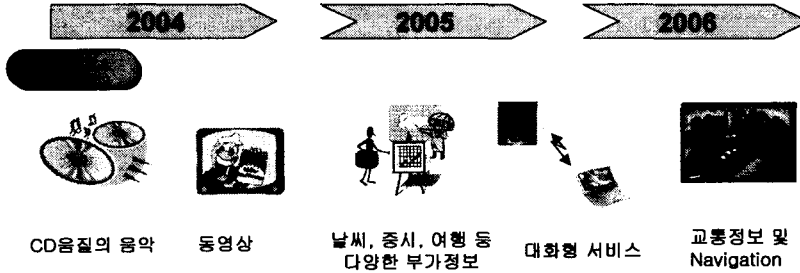 2004
2005
2006
CD음질의 음악
동영상
날씨, 증시, 여행 등
다양한 부가정보
대화형 서비스
교통정보 및
Navigation